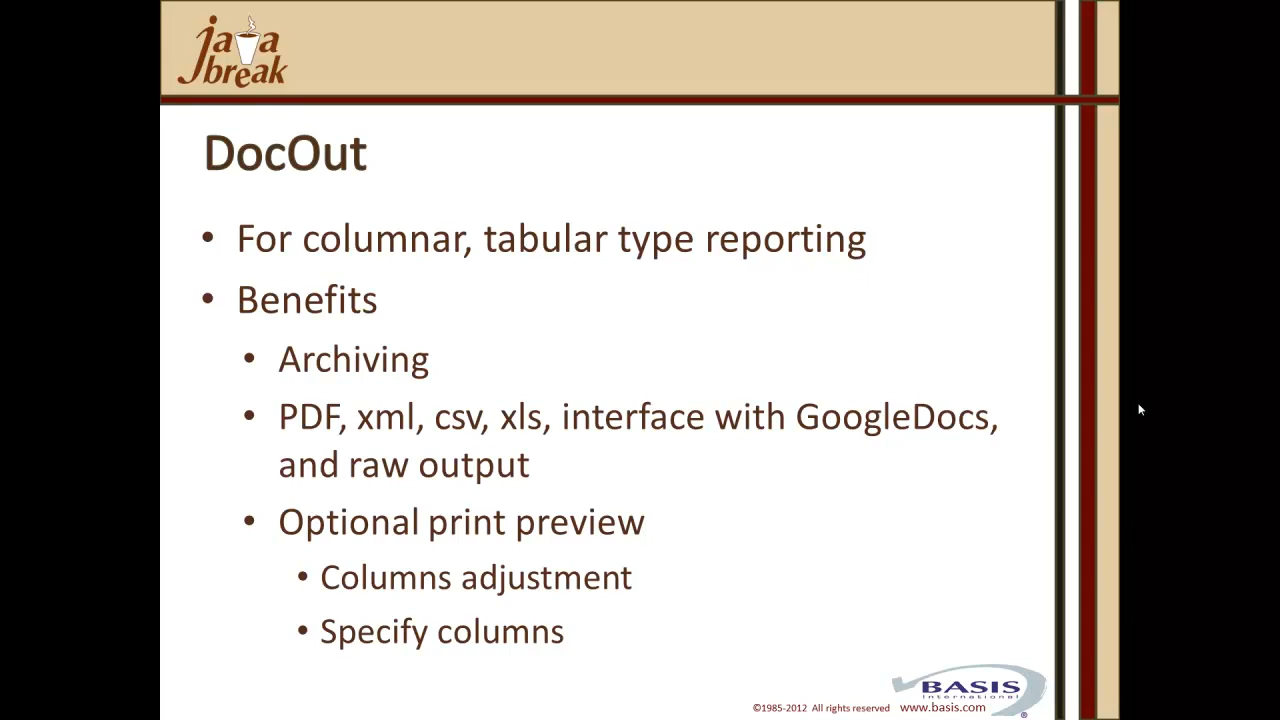 java
break
DocOut
• For columnar, tabular type reporting
• Benefits
• Archiving
• PDF, xml, csv, xls, interface with GoogleDocs,
and raw output
• Optional print preview
• Columns adjustment
• Specify columns
BASIS
International
®
©1985-2012 All rights reserved www.basis.com